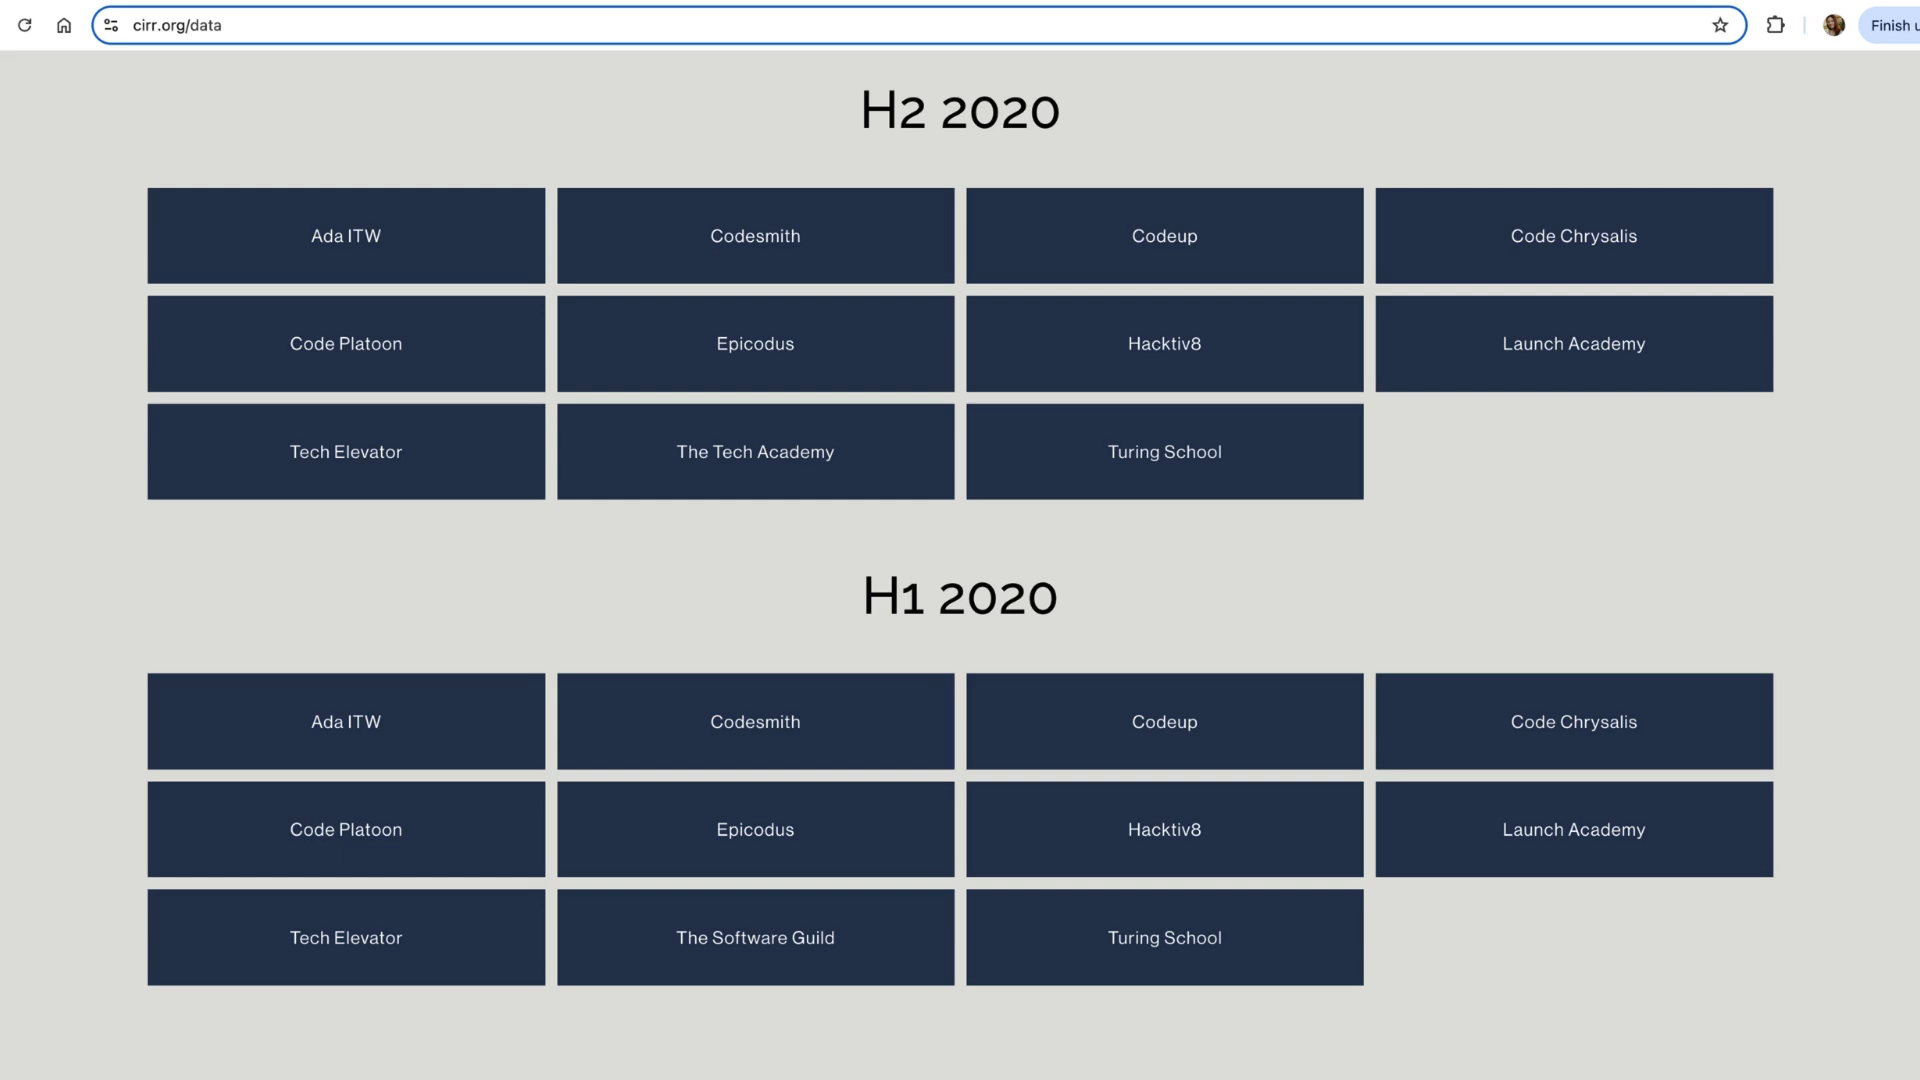 cirr.org/data
Finish u
H2 2020
Ada ITW
Codesmith
Codeup
Code Chrysalis
Code Platoon
Epicodus
Hacktiv8
Launch Academy
Tech Elevator
The Tech Academy
Turing School
H1 2020
Ada ITW
Codesmith
Codeup
Code Chrysalis
Code Platoon
Epicodus
Hacktiv8
Launch Academy
Tech Elevator
The Software Guild
Turing School